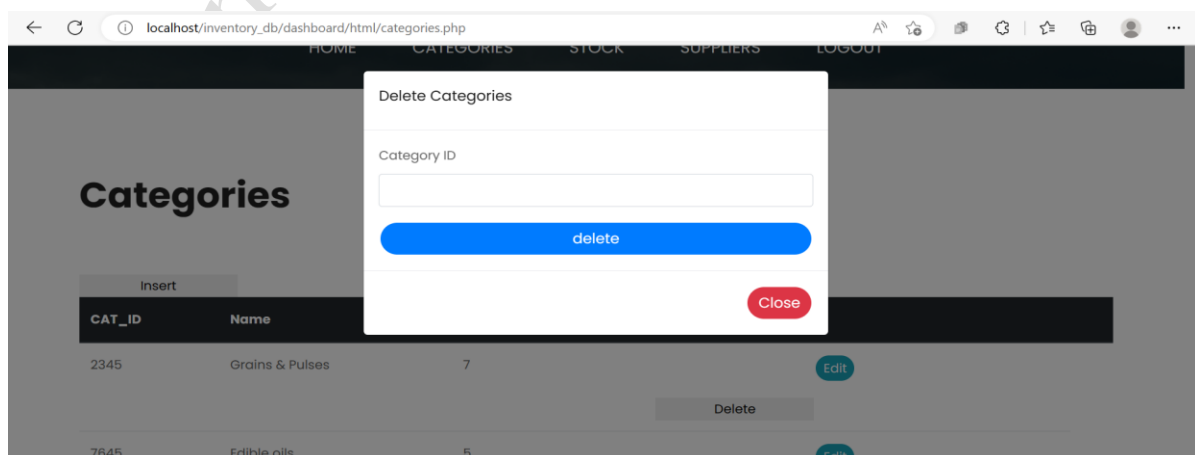 localhost/inventory_db/dashboard/html/categories.php
HOME CATEGORIES STOCK SUPPLIERS LOGOUT
Delete Categories
Category ID
Categories
delete
Insert
Close
CAT_ID Name
2345 Grains & Pulses 7 Edit
Delete
7645 Edible oils 5 Edit